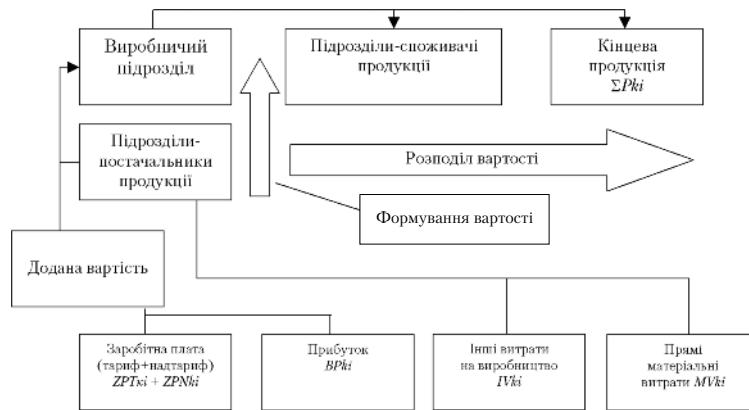 Виробничий
підрозділ
Підрозділи-споживачі
продукції
Кінцева
продукція
ΣPki
Підрозділи-
постачальники
продукції
Розподіл вартості
Формування вартості
Додана вартість
Заробітна плата
(тариф+надтариф)
ZPTкi + ZPNki
Прибуток
BPki
Інші витрати
на виробництво
IVki
Прямі
матеріальні
витрати MVki